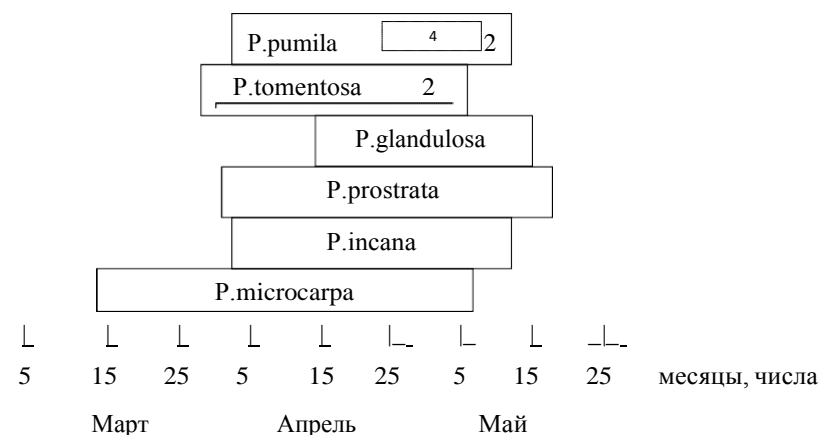 P.pumila 4 2
P.tomentosa 2
P.glandulosa
P.prostrata
P.incana
P.microcarpa
5 15 25 5 15 25 5 15 25 месяцы, числа
Март Апрель Май